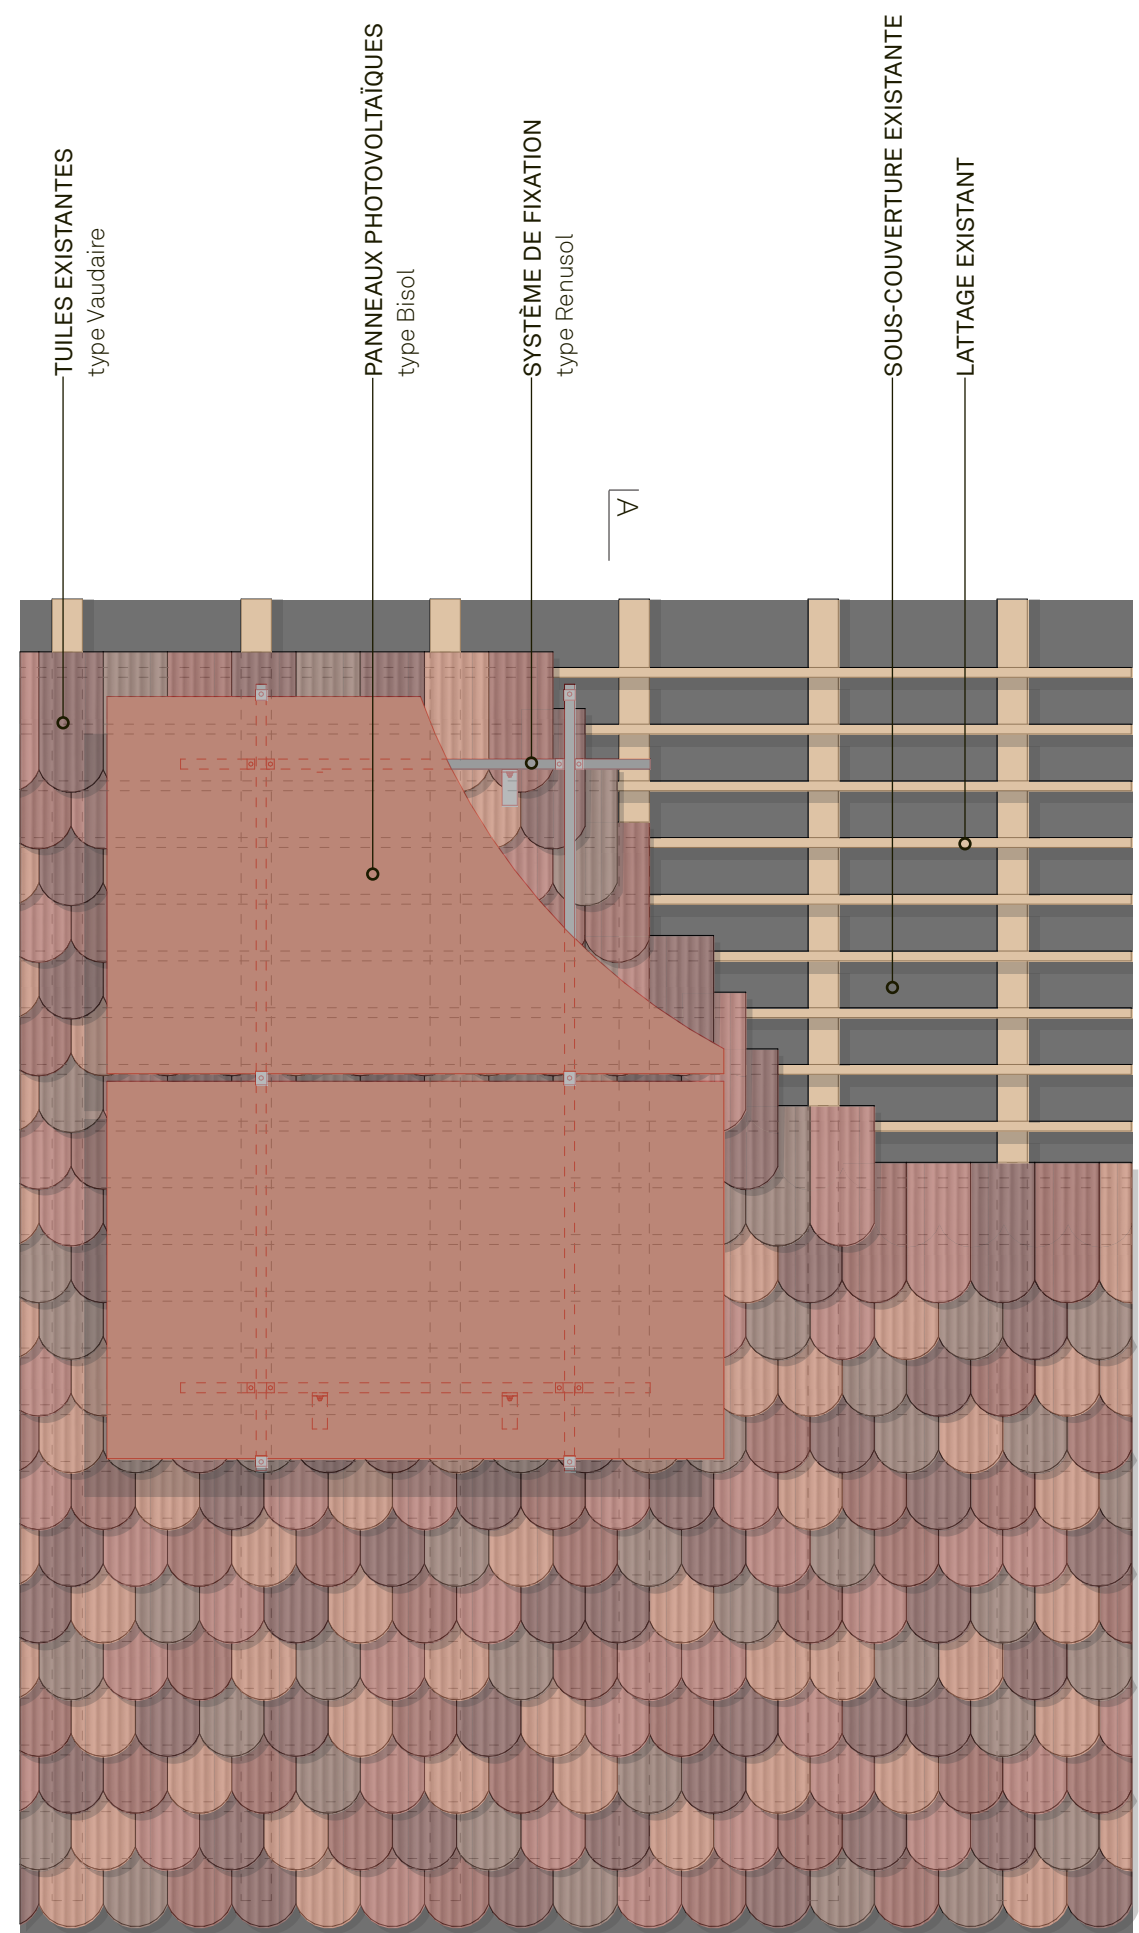 TUILES EXISTANTES
type Vaudaire
PANNEAUX PHOTOVOLTAÏQUES
type Bisol
SYSTÈME DE FIXATION
type Renusol
SOUS-COUVERTURE EXISTANTE
LATTAGE EXISTANT
A